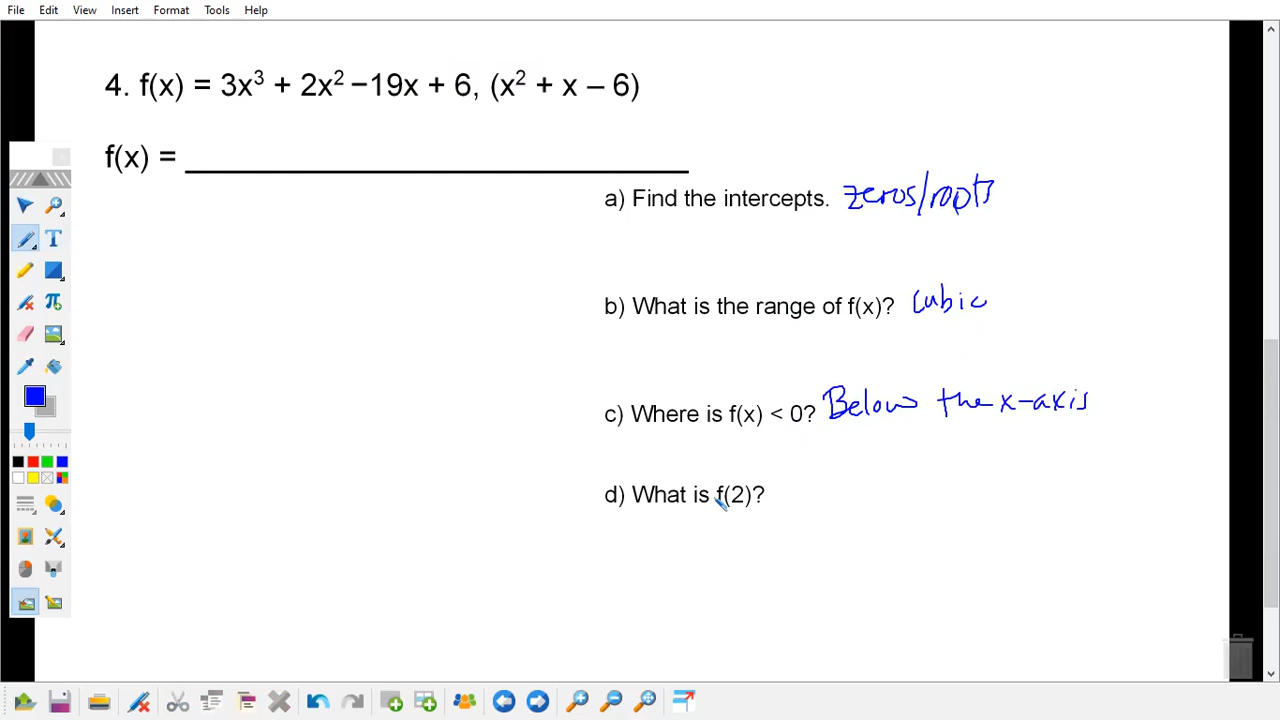 File Edit View Insert Format Tools Help
4. f(x) = 3x³ + 2x² −19x + 6, (x² + x – 6)
f(x) = ______________________________
a) Find the intercepts. zeros/roots
b) What is the range of f(x)? cubic
c) Where is f(x) < 0? Below the x-axis
d) What is f(2)?